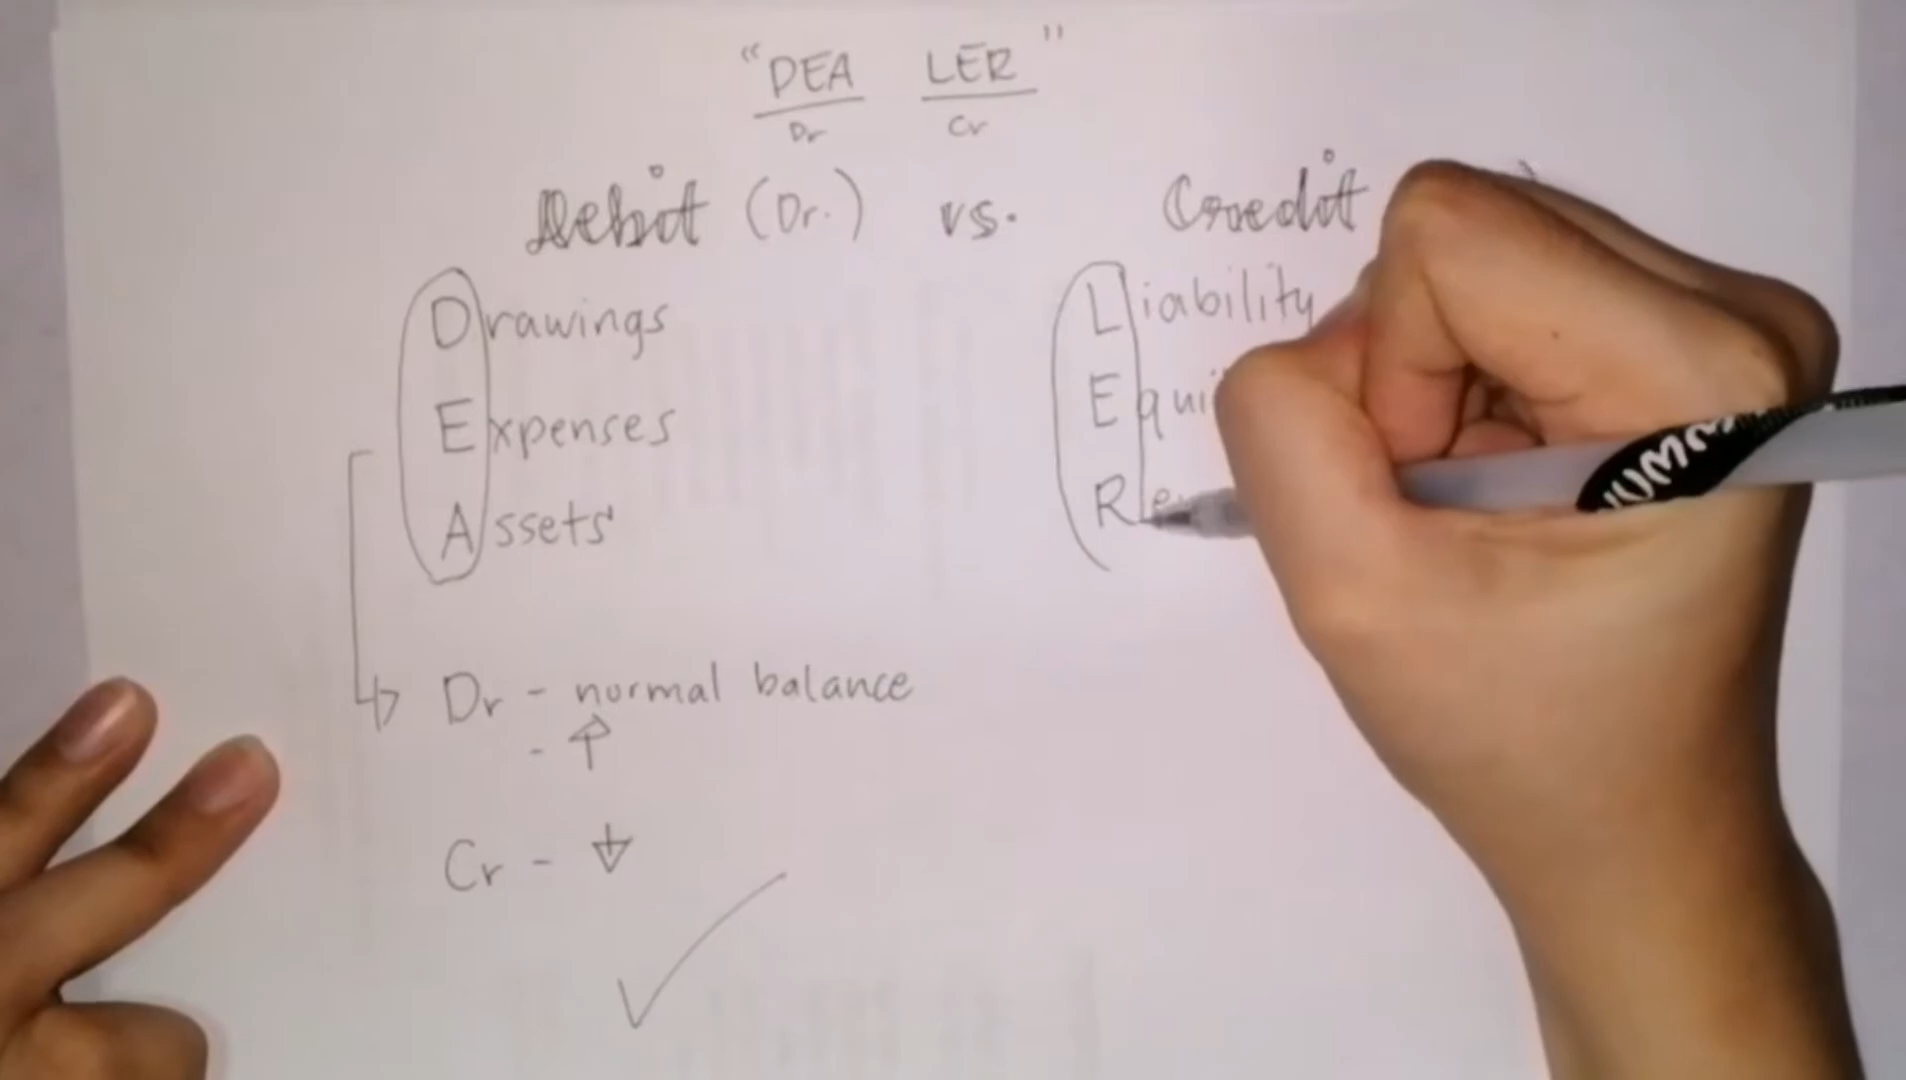 "DEA LER"
Dr Cr
Debit (Dr.) vs. Credit
Drawings
Expenses
Assets
Liability
E
R
Dr - normal balance
- ↑
Cr - ↓